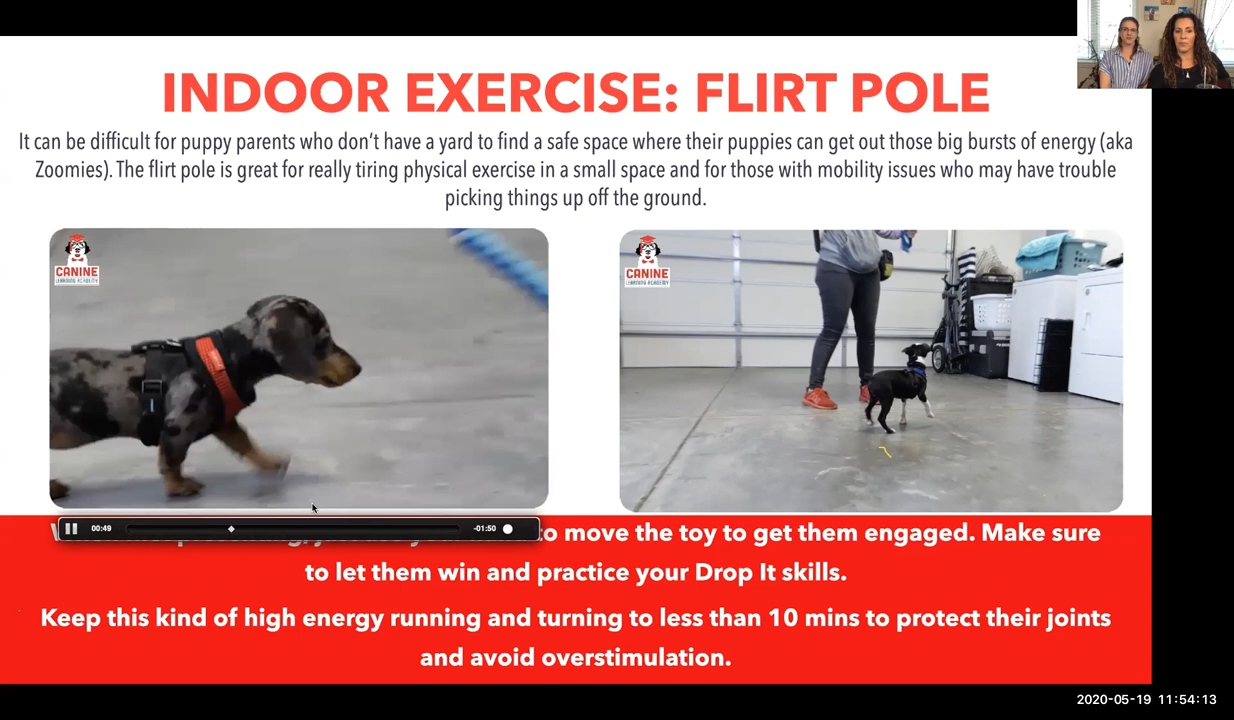 INDOOR EXERCISE: FLIRT POLE
It can be difficult for puppy parents who don't have a yard to find a safe space where their puppies can get out those big bursts of energy (aka
Zoomies). The flirt pole is great for really tiring physical exercise in a small space and for those with mobility issues who may have trouble
picking things up off the ground.
CANINE
LEARNING ACADEMY
CANINE
LEARNING ACADEMY
00:49
-01:50
to move the toy to get them engaged. Make sure
to let them win and practice your Drop It skills.
Keep this kind of high energy running and turning to less than 10 mins to protect their joints
and avoid overstimulation.
2020-05-19 11:54:13